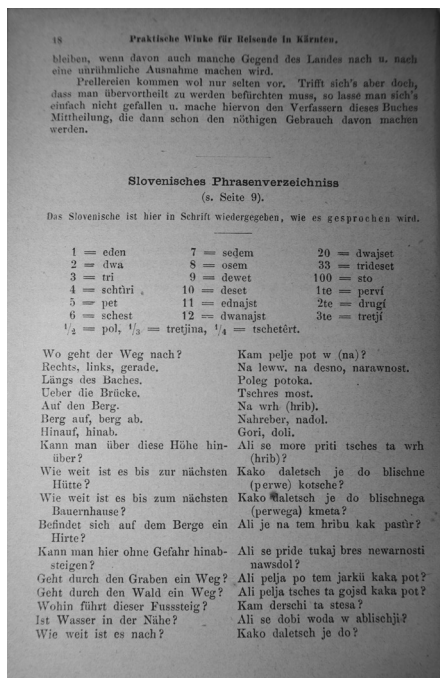 18 Praktische Winke für Reisende in Kärnten.
bleiben, wenn davon auch manche Gegend des Landes nach u. nach
eine unrühmliche Ausnahme machen wird.
Prellereien kommen wol nur selten vor. Trifft sich's aber doch,
dass man übervortheilt zu werden befürchten muss, so lasse man sich's
einfach nicht gefallen u. mache hiervon den Verfassern dieses Buches
Mittheilung, die dann schon den nöthigen Gebrauch davon machen
werden.
Slovenisches Phrasenverzeichniss
(s. Seite 9).
Das Slovenische ist hier in Schrift wiedergegeben, wie es gesprochen wird.
1 = eden 7 = sedem 20 = dwajset
2 = dwa 8 = osem 33 = trideset
3 = tri 9 = dewet 100 = sto
4 = schtiri 10 = deset 1te = perví
5 = pet 11 = ednajst 2te = drugí
6 = schest 12 = dwanajst 3te = tretjí
1/2 = pol, 1/3 = tretjina, 1/4 = tschetêrt.
Wo geht der Weg nach? Kam pelje pot w (na)?
Rechts, links, gerade. Na leww. na desno, narawnost.
Längs des Baches. Poleg potoka.
Ueber die Brücke. Tschres most.
Auf den Berg. Na wrh (hrib).
Berg auf, berg ab. Nahreber, nadol.
Hinauf, hinab. Gori, doli.
Kann man über diese Höhe hin- Ali se more priti tsches ta wrh
über? (hrib)?
Wie weit ist es bis zur nächsten Kako daletsch je do blischne
Hütte? (perwe) kotsche?
Wie weit ist es bis zum nächsten Kako daletsch je do blischnega
Bauernhause? (perwega) kmeta?
Befindet sich auf dem Berge ein Ali je na tem hribu kak pastûr?
Hirte?
Kann man hier ohne Gefahr hinab- Ali se pride tukaj bres newarnosti
steigen? nawsdol?
Geht durch den Graben ein Weg? Ali pelja po tem jarkü kaka pot?
Geht durch den Wald ein Weg? Ali pelja tsches ta gojsd kaka pot?
Wohin führt dieser Fusssteig? Kam derschi ta stesa?
Ist Wasser in der Nähe? Ali se dobi woda w ablischji?
Wie weit ist es nach? Kako daletsch je do?